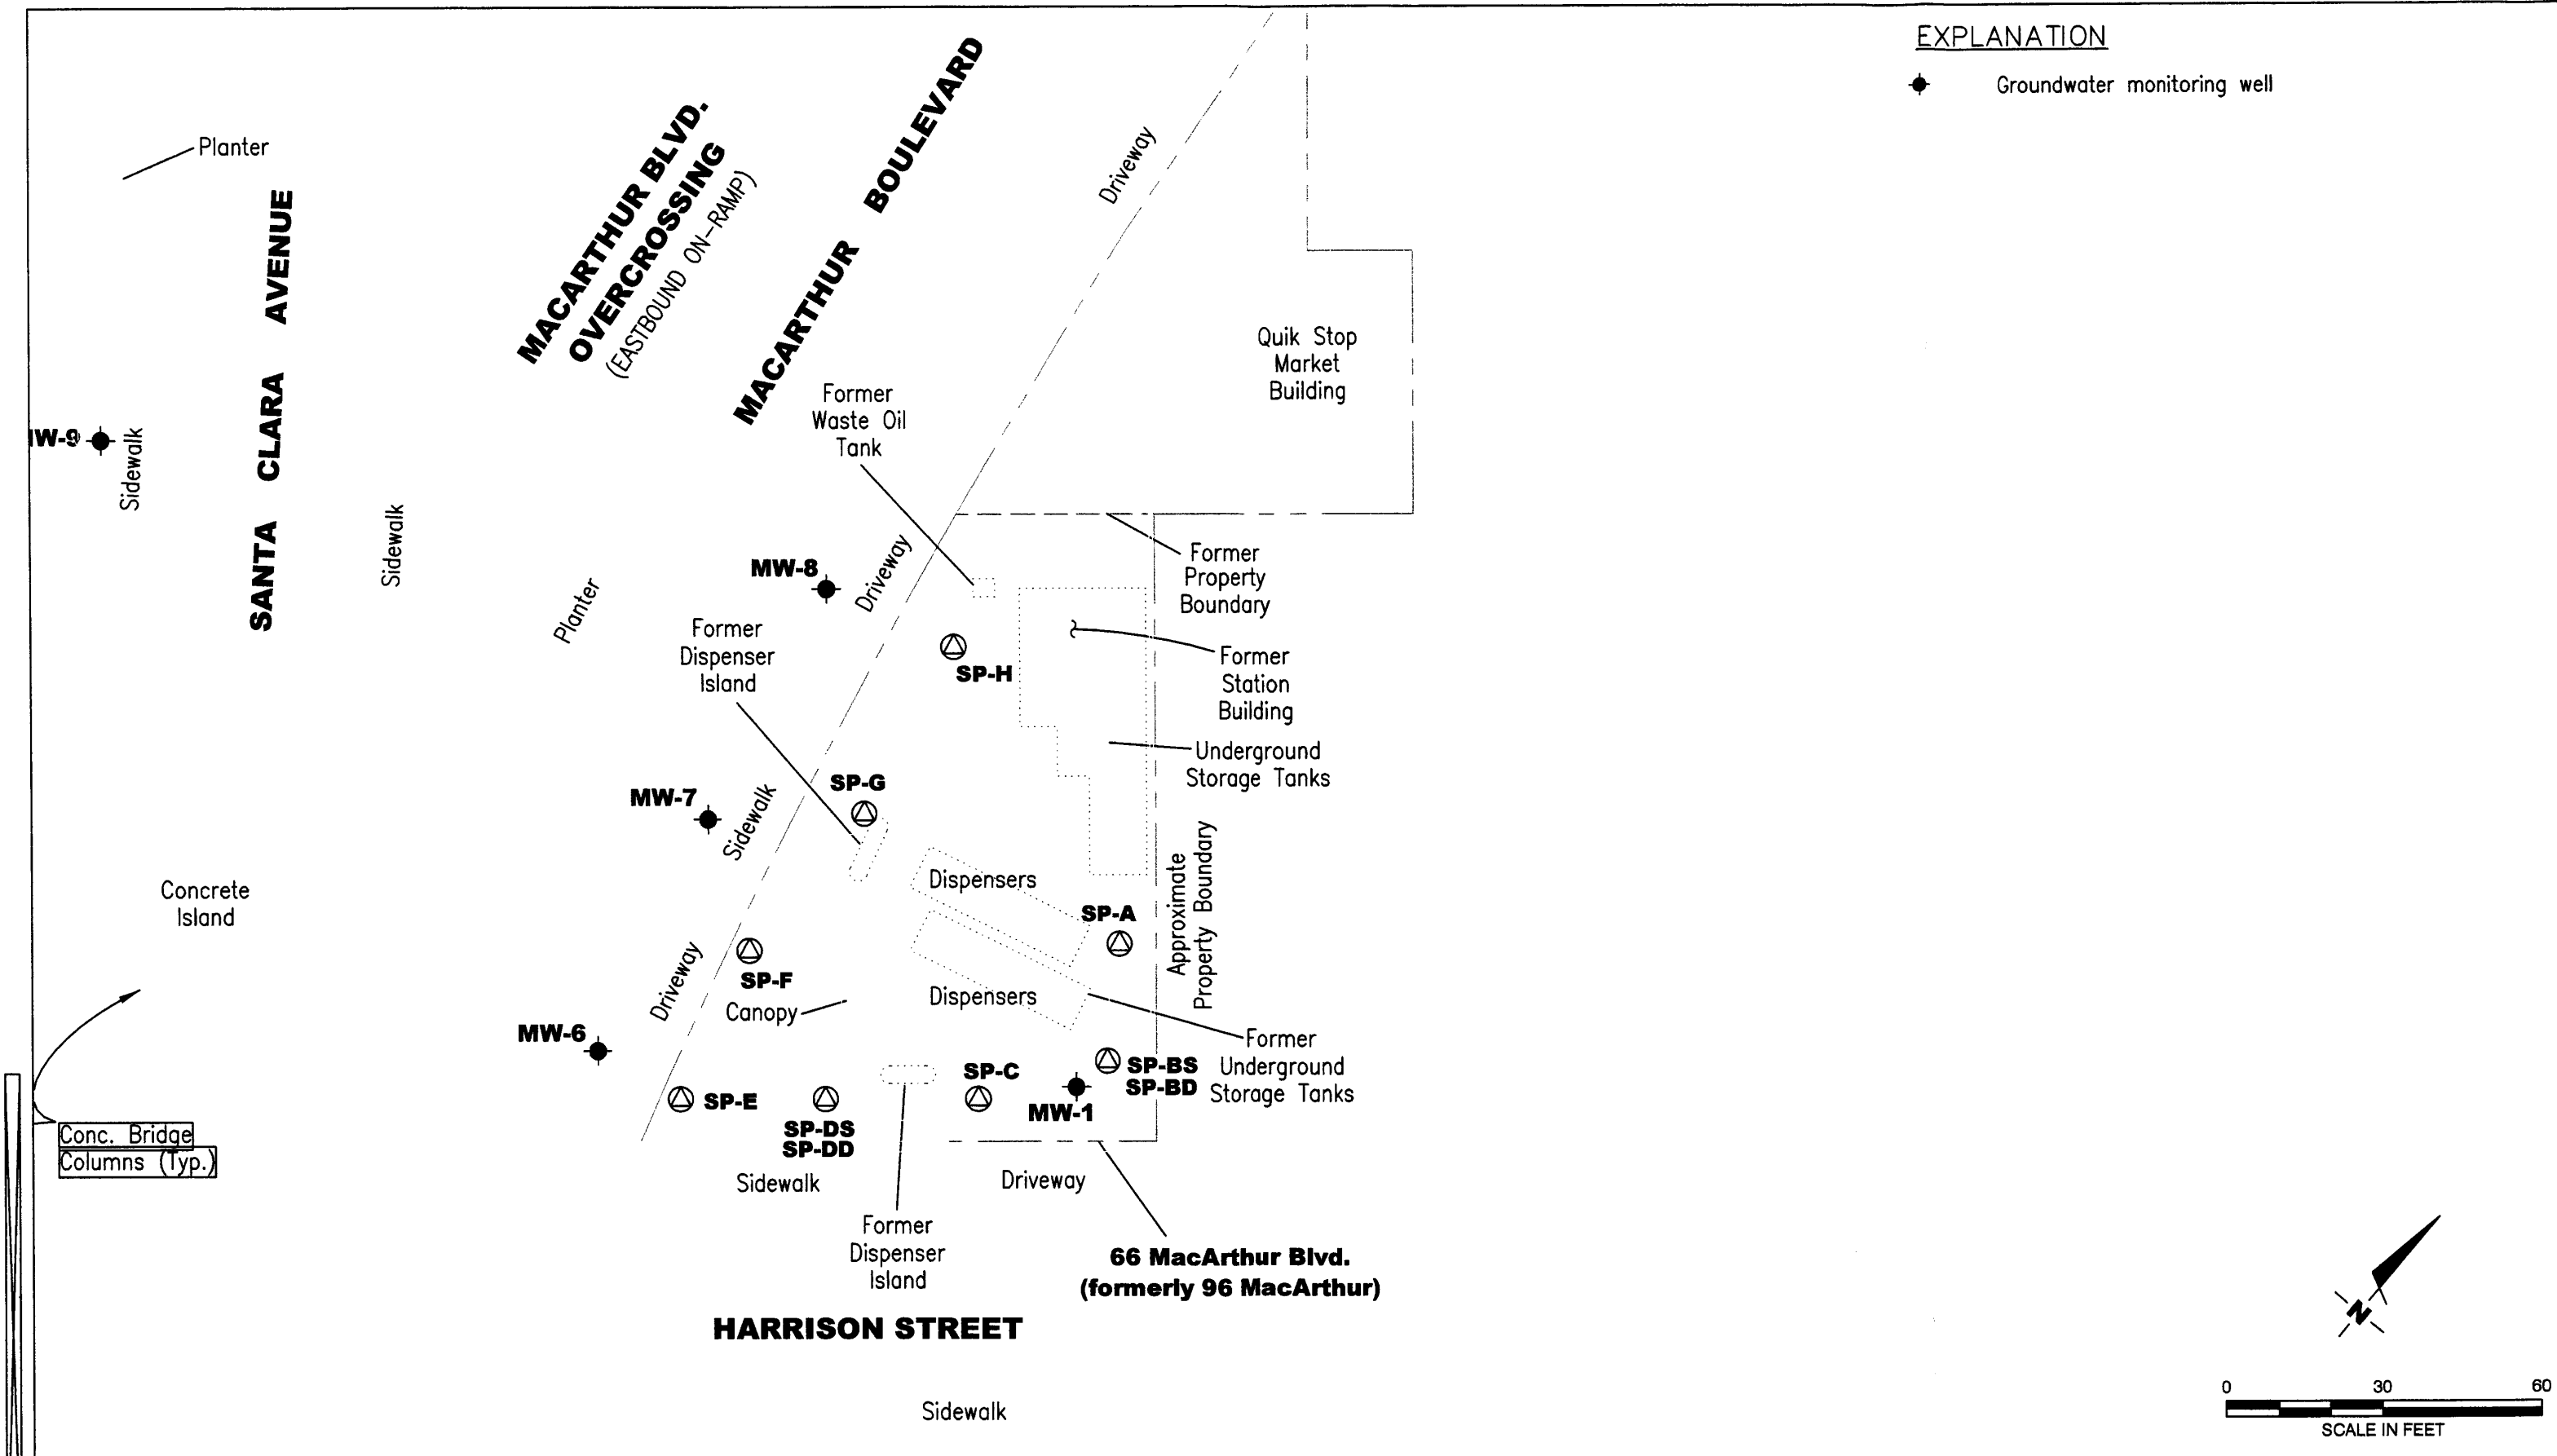 EXPLANATION
Groundwater monitoring well
Planter
SANTA CLARA AVENUE
MACARTHUR BLVD.
OVERCROSSING
(EASTBOUND ON-RAMP)
MACARTHUR BOULEVARD
Driveway
Quik Stop
Market
Building
Former
Waste Oil
Tank
W-9
Sidewalk
Sidewalk
MW-8
Driveway
Planter
Former
Property
Boundary
Former
Dispenser
Island
SP-H
Former
Station
Building
Underground
Storage Tanks
MW-7
Sidewalk
SP-G
Concrete
Island
Dispensers
SP-A
Approximate
Property Boundary
SP-F
Driveway
Canopy
Dispensers
MW-6
SP-E
SP-DS
SP-DD
SP-C
MW-1
SP-BS
SP-BD
Former
Underground
Storage Tanks
Conc. Bridge
Columns (Typ.)
Sidewalk
Driveway
Former
Dispenser
Island
66 MacArthur Blvd.
(formerly 96 MacArthur)
HARRISON STREET
Sidewalk
N
0 30 60
SCALE IN FEET